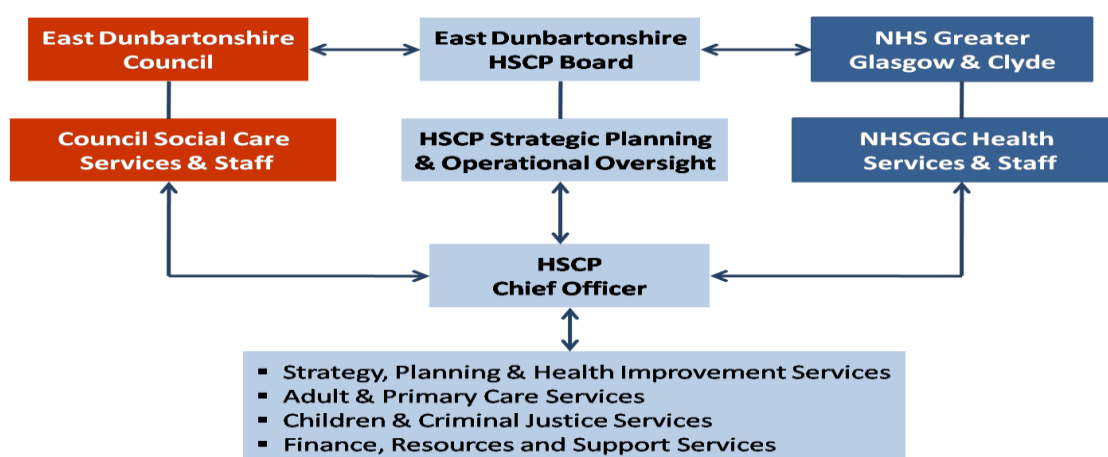 East Dunbartonshire
Council
East Dunbartonshire
HSCP Board
NHS Greater
Glasgow & Clyde
Council Social Care
Services & Staff
HSCP Strategic Planning
& Operational Oversight
NHSGGC Health
Services & Staff
HSCP
Chief Officer
▪ Strategy, Planning & Health Improvement Services
▪ Adult & Primary Care Services
▪ Children & Criminal Justice Services
▪ Finance, Resources and Support Services